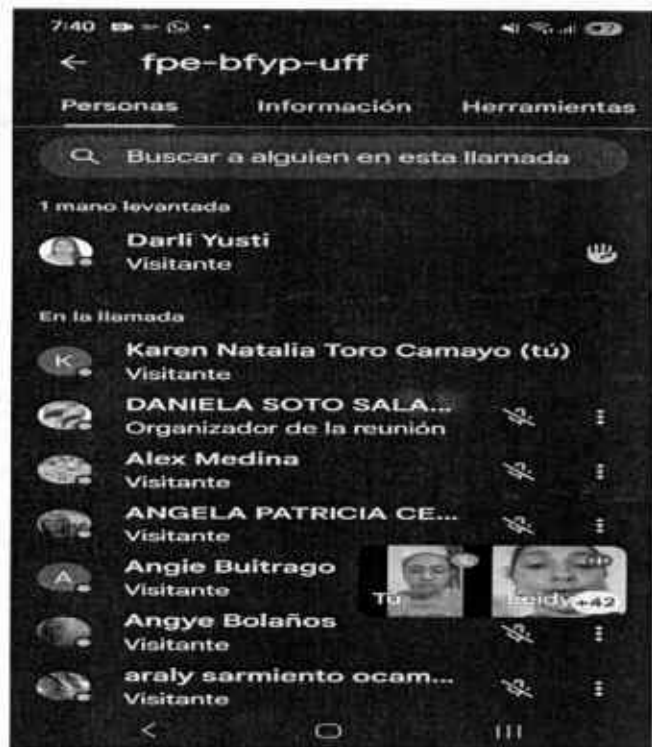 7:40
fpe-bfyp-uff
Personas Información Herramientas
Buscar a alguien en esta llamada
1 mano levantada
Darli Yusti
Visitante
En la llamada
K
Karen Natalia Toro Camayo (tú)
Visitante
DANIELA SOTO SALA...
Organizador de la reunión
Alex Medina
Visitante
ANGELA PATRICIA CE...
Visitante
A
Angie Buitrago
Visitante
Tú
Leidy
+42
Angye Bolaños
Visitante
araly sarmiento ocam...
Visitante